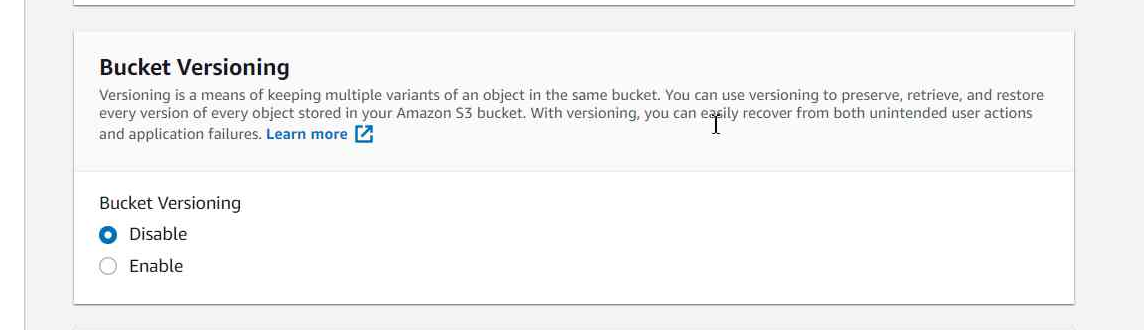 Bucket Versioning
Versioning is a means of keeping multiple variants of an object in the same bucket. You can use versioning to preserve, retrieve, and restore
every version of every object stored in your Amazon S3 bucket. With versioning, you can easily recover from both unintended user actions
and application failures. Learn more
Bucket Versioning
Disable
Enable